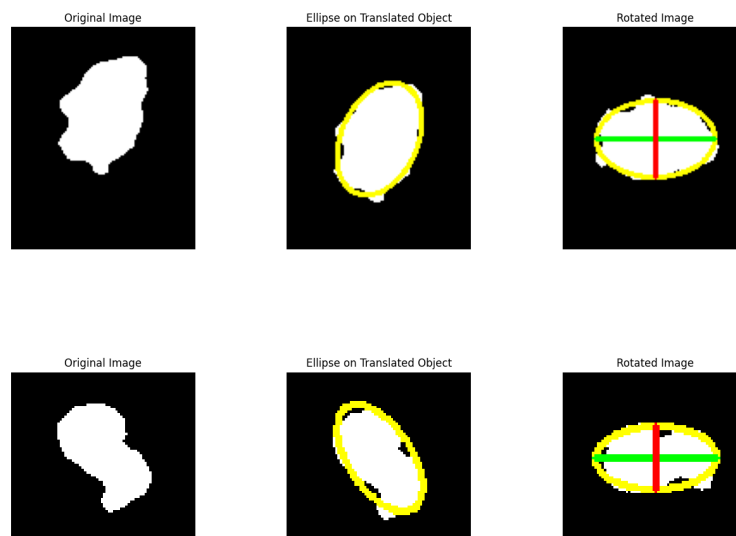 Original Image
Ellipse on Translated Object
Rotated Image
Original Image
Ellipse on Translated Object
Rotated Image